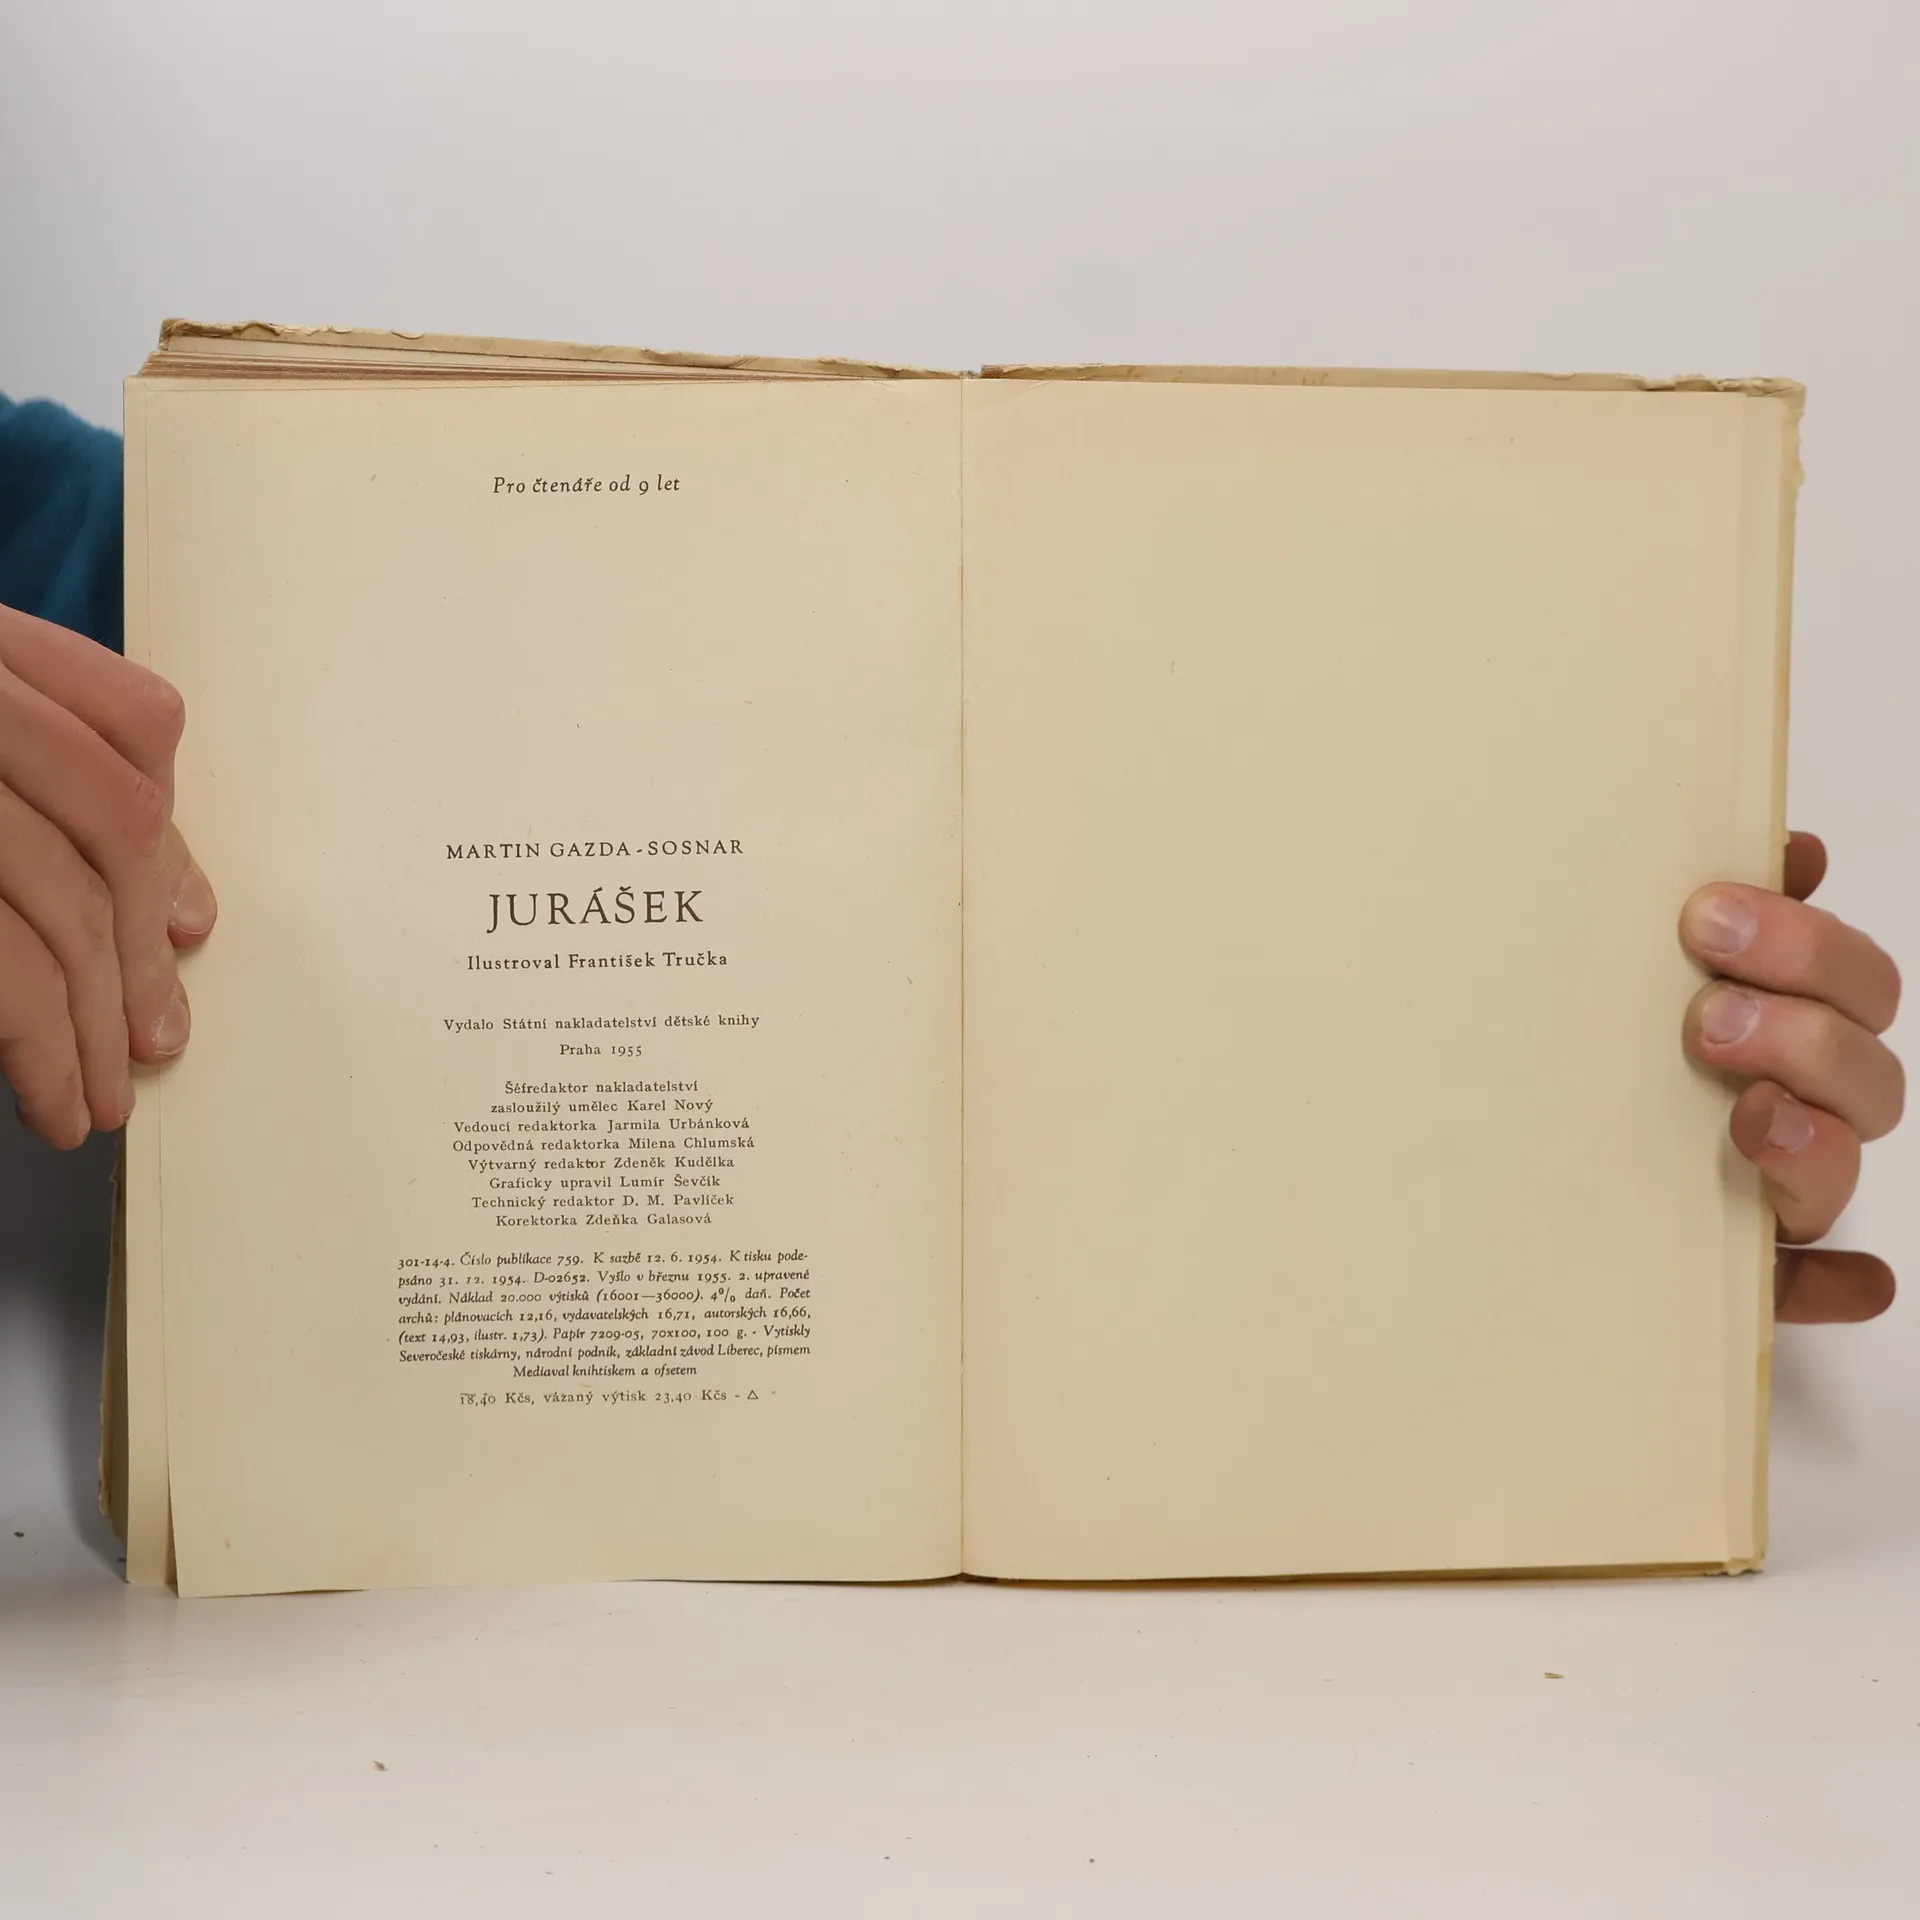 Pro čtenáře od 9 let
MARTIN GAZDA-SOSNAR
JURÁŠEK
Ilustroval František Tručka
Vydalo Státní nakladatelství dětské knihy
Praha 1955
Šéfredaktor nakladatelství
zasloužilý umělec Karel Nový
Vedoucí redaktorka Jarmila Urbánková
Odpovědná redaktorka Milena Chlumská
Výtvarný redaktor Zdeněk Kudělka
Graficky upravil Lumír Ševčík
Technický redaktor D. M. Pavlíček
Korektorka Zdeňka Galasová
301-14-4. Číslo publikace 759. K sazbě 12. 6. 1954. K tisku pode-
psáno 31. 12. 1954. D-02652. Vyšlo v březnu 1955. 2. upravené
vydání. Náklad 20.000 výtisků (16001—36000). 4% daň. Počet
archů: plánovacích 12,16, vydavatelských 16,71, autorských 16,66,
(text 14,93, ilustr. 1,73). Papír 7209-05, 70x100, 100 g. - Vytiskly
Severočeské tiskárny, národní podnik, základní závod Liberec, písmem
Mediaval knihtiskem a ofsetem
18,40 Kčs, vázaný výtisk 23,40 Kčs - △